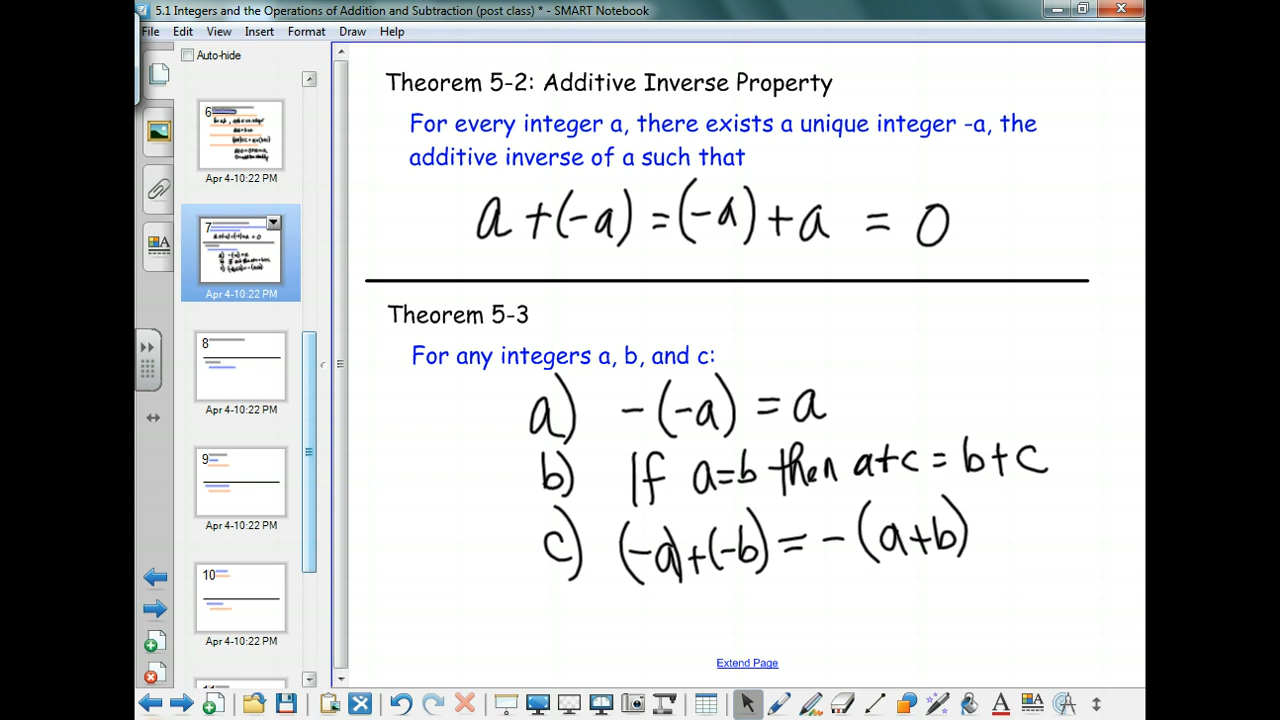 5.1 Integers and the Operations of Addition and Subtraction (post class) * - SMART Notebook
File Edit View Insert Format Draw Help
Auto-hide
6
Apr 4-10:22 PM
7
Apr 4-10:22 PM
8
Apr 4-10:22 PM
9
Apr 4-10:22 PM
10
Apr 4-10:22 PM
Theorem 5-2: Additive Inverse Property
For every integer a, there exists a unique integer -a, the
additive inverse of a such that
a + (-a) = (-a) + a = 0
Theorem 5-3
For any integers a, b, and c:
a) - (-a) = a
b) If a=b then a+c = b+c
c) (-a)+(-b) = - (a+b)
Extend Page